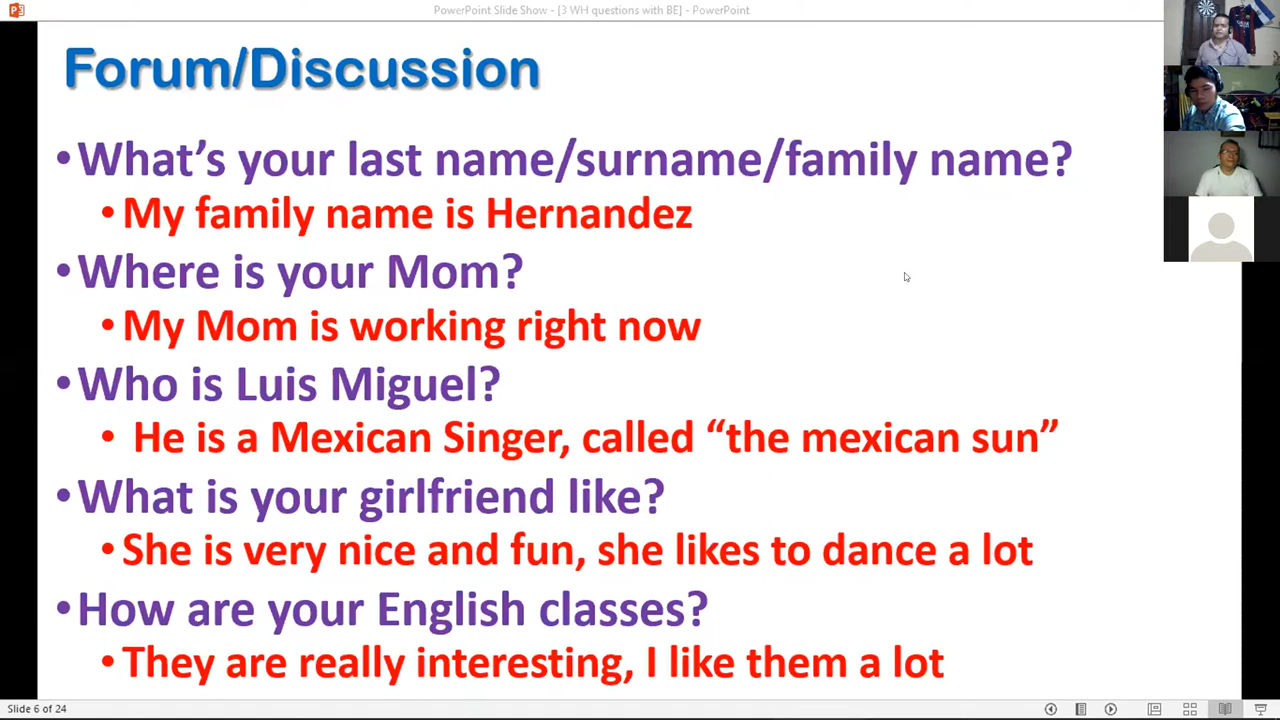 PowerPoint Slide Show - [3 WH questions with BE] - PowerPoint
Forum/Discussion
•What's your last name/surname/family name?
•My family name is Hernandez
•Where is your Mom?
•My Mom is working right now
•Who is Luis Miguel?
• He is a Mexican Singer, called “the mexican sun”
•What is your girlfriend like?
•She is very nice and fun, she likes to dance a lot
•How are your English classes?
•They are really interesting, I like them a lot
Slide 6 of 24